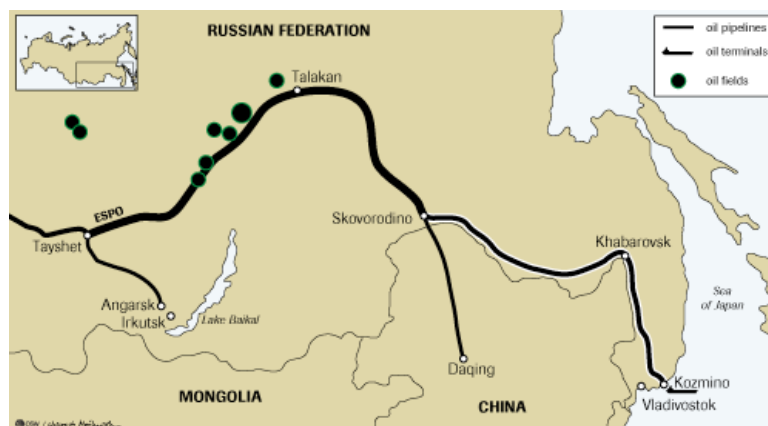 RUSSIAN FEDERATION
oil pipelines
oil terminals
oil fields
Talakan
ESPO
Skovorodino
Tayshet
Khabarovsk
Sea
of Japan
Angarsk
Irkutsk
Lake Baikal
Daqing
Kozmino
Vladivostok
MONGOLIA
CHINA